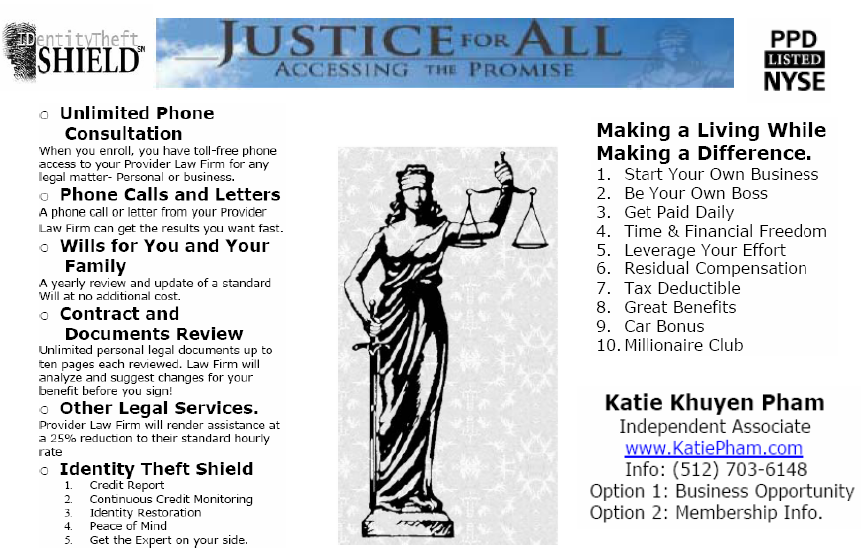 IDentityTheft
SHIELD SM
JUSTICE FOR ALL
ACCESSING THE PROMISE
PPD
LISTED
NYSE
Unlimited Phone
Consultation
When you enroll, you have toll-free phone
access to your Provider Law Firm for any
legal matter- Personal or business.
Phone Calls and Letters
A phone call or letter from your Provider
Law Firm can get the results you want fast.
Wills for You and Your
Family
A yearly review and update of a standard
Will at no additional cost.
Contract and
Documents Review
Unlimited personal legal documents up to
ten pages each reviewed. Law Firm will
analyze and suggest changes for your
benefit before you sign!
Other Legal Services.
Provider Law Firm will render assistance at
a 25% reduction to their standard hourly
rate
Identity Theft Shield
1. Credit Report
2. Continuous Credit Monitoring
3. Identity Restoration
4. Peace of Mind
5. Get the Expert on your side.
Making a Living While
Making a Difference.
1. Start Your Own Business
2. Be Your Own Boss
3. Get Paid Daily
4. Time & Financial Freedom
5. Leverage Your Effort
6. Residual Compensation
7. Tax Deductible
8. Great Benefits
9. Car Bonus
10. Millionaire Club
Katie Khuyen Pham
Independent Associate
www.KatiePham.com
Info: (512) 703-6148
Option 1: Business Opportunity
Option 2: Membership Info.